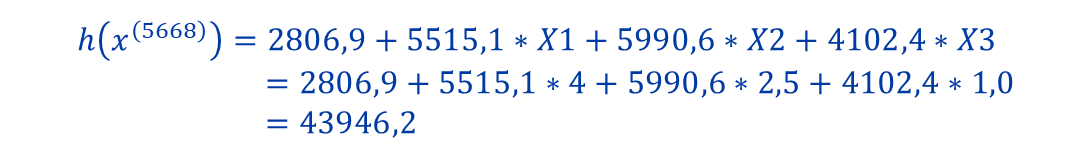 h(x^(5668)) = 2806,9 + 5515,1 ∗ X1 + 5990,6 ∗ X2 + 4102,4 ∗ X3
= 2806,9 + 5515,1 ∗ 4 + 5990,6 ∗ 2,5 + 4102,4 ∗ 1,0
= 43946,2